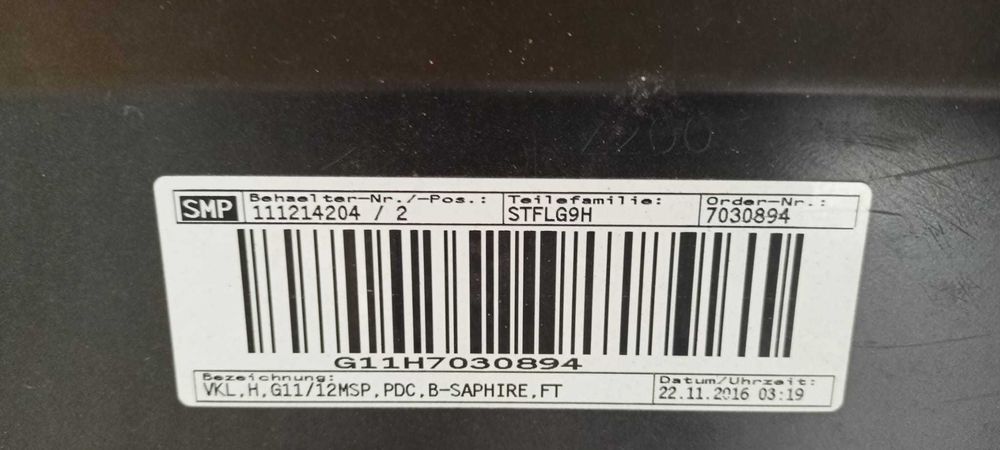 SMP
Behaelter-Nr./-Pos.: Teilefamilie: Order-Nr.:
111214204 / 2 STFLG9H 7030894
G11H7030894
Bezeichnung: Datum/Uhrzeit:
VKL,H,G11/12MSP,PDC,B-SAPHIRE,FT 22.11.2016 03:19